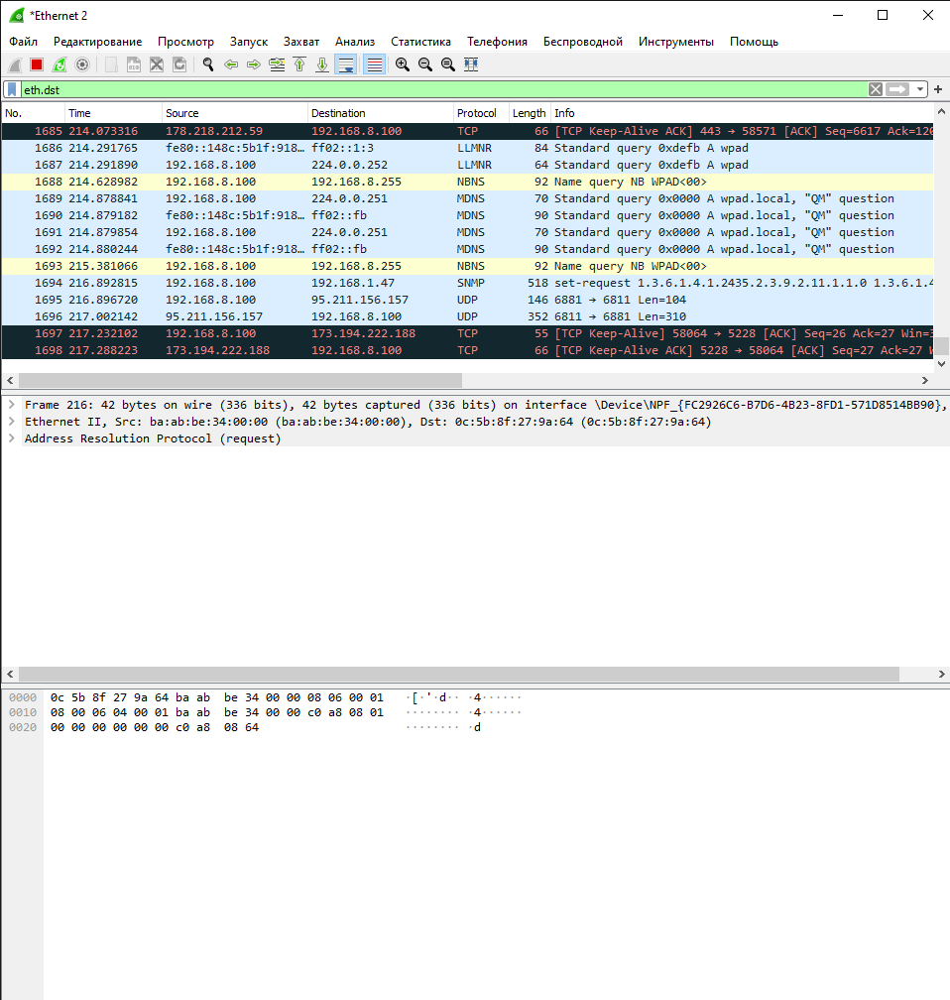 *Ethernet 2
Файл Редактирование Просмотр Запуск Захват Анализ Статистика Телефония Беспроводной Инструменты Помощь
eth.dst
No. Time Source Destination Protocol Length Info
1685 214.073316 178.218.212.59 192.168.8.100 TCP 66 [TCP Keep-Alive ACK] 443 → 58571 [ACK] Seq=6617 Ack=120
1686 214.291765 fe80::148c:5b1f:918… ff02::1:3 LLMNR 84 Standard query 0xdefb A wpad
1687 214.291890 192.168.8.100 224.0.0.252 LLMNR 64 Standard query 0xdefb A wpad
1688 214.628982 192.168.8.100 192.168.8.255 NBNS 92 Name query NB WPAD<00>
1689 214.878841 192.168.8.100 224.0.0.251 MDNS 70 Standard query 0x0000 A wpad.local, "QM" question
1690 214.879182 fe80::148c:5b1f:918… ff02::fb MDNS 90 Standard query 0x0000 A wpad.local, "QM" question
1691 214.879854 192.168.8.100 224.0.0.251 MDNS 70 Standard query 0x0000 A wpad.local, "QM" question
1692 214.880244 fe80::148c:5b1f:918… ff02::fb MDNS 90 Standard query 0x0000 A wpad.local, "QM" question
1693 215.381066 192.168.8.100 192.168.8.255 NBNS 92 Name query NB WPAD<00>
1694 216.892815 192.168.8.100 192.168.1.47 SNMP 518 set-request 1.3.6.1.4.1.2435.2.3.9.2.11.1.1.0 1.3.6.1.4
1695 216.896720 192.168.8.100 95.211.156.157 UDP 146 6881 → 6811 Len=104
1696 217.002142 95.211.156.157 192.168.8.100 UDP 352 6811 → 6881 Len=310
1697 217.232102 192.168.8.100 173.194.222.188 TCP 55 [TCP Keep-Alive] 58064 → 5228 [ACK] Seq=26 Ack=27 Win=
1698 217.288223 173.194.222.188 192.168.8.100 TCP 66 [TCP Keep-Alive ACK] 5228 → 58064 [ACK] Seq=27 Ack=27 W
Frame 216: 42 bytes on wire (336 bits), 42 bytes captured (336 bits) on interface \Device\NPF_{FC2926C6-B7D6-4B23-8FD1-571D8514BB90},
Ethernet II, Src: ba:ab:be:34:00:00 (ba:ab:be:34:00:00), Dst: 0c:5b:8f:27:9a:64 (0c:5b:8f:27:9a:64)
Address Resolution Protocol (request)
0000 0c 5b 8f 27 9a 64 ba ab be 34 00 00 08 06 00 01 ·[·'·d·· ·4······
0010 08 00 06 04 00 01 ba ab be 34 00 00 c0 a8 08 01 ········ ·4······
0020 00 00 00 00 00 00 c0 a8 08 64 ········ ·d